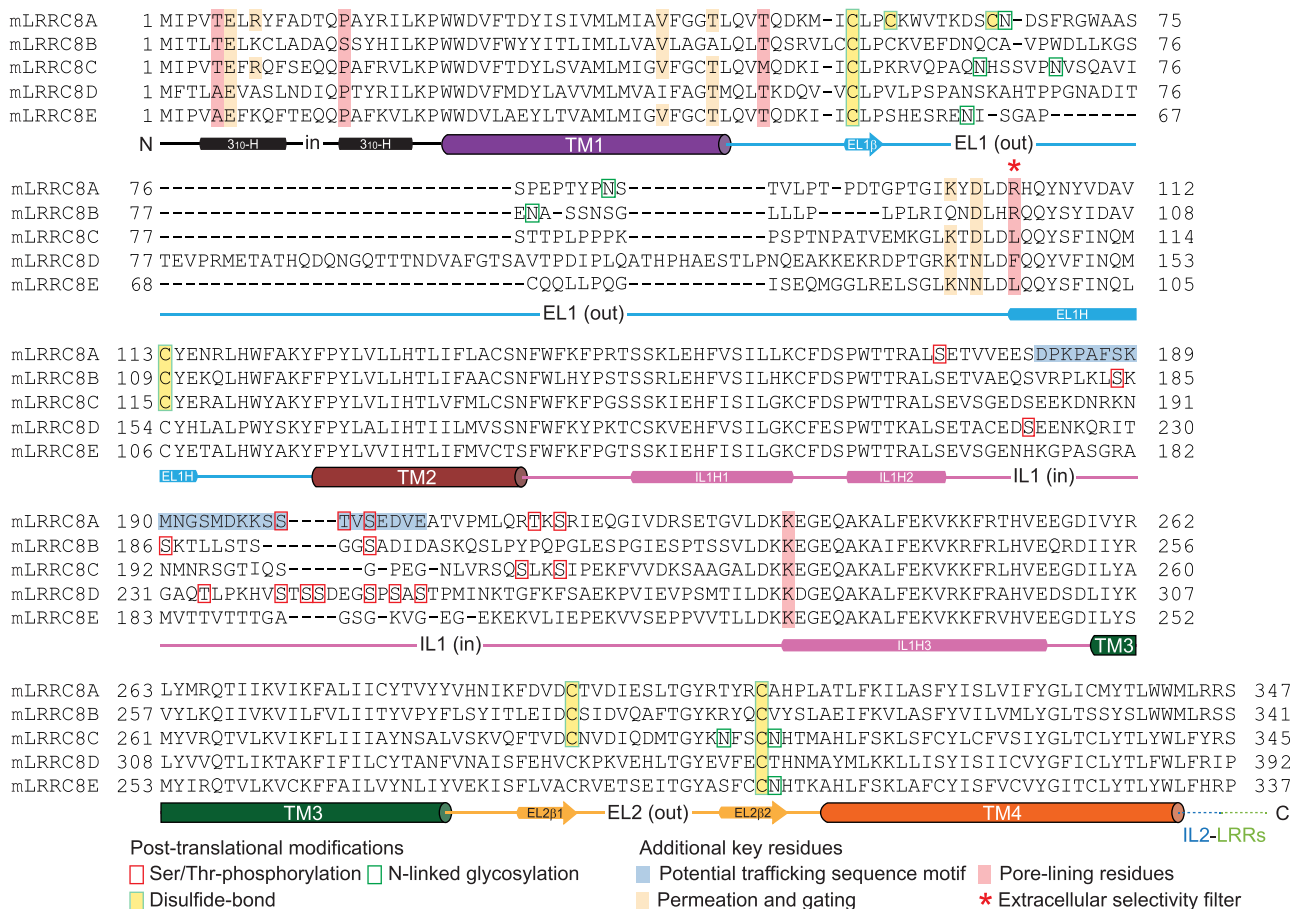 mLRRC8A 1 MIPVTELRYFADTQPAYRILKPWWDVFTDYISIVMLMIAVFGGTLQVTQDKM-ICLPCKWVTKDSCN-DSFRGWAAS 75
mLRRC8B 1 MITLTELKCLADAQSSYHILKPWWDVFWYYITLIMLLVAVLAGALQLTQSRVLCCLPCKVEFDNQCA-VPWDLLKGS 76
mLRRC8C 1 MIPVTEFRQFSEQQPAFRVLKPWWDVFTDYLSVAMLMIGVFGCTLQVMQDKI-ICLPKRVQPAQNHSSVPNVSQAVI 76
mLRRC8D 1 MFTLAEVASLNDIQPTYRILKPWWDVFMDYLAVLMLMVAIFAGTMQLTKDQV-VCLPVLPSPANSKAHTPPGNADIT 76
mLRRC8E 1 MIPVAEFKQFTEQQPAFKVLKPWWDVLAEYLTVAMLMIGVFGCTLQVTQDKI-ICLPSHESRENI-SGAP------- 67
N 3₁₀-H in 3₁₀-H TM1 EL1β EL1 (out)
*
mLRRC8A 76 ----------------------------SPEPTYPNS-----------TVLPT-PDTGPTGIKYDLDRHQYNYVDAV 112
mLRRC8B 77 ----------------------------ENA-SSNSG-----------LLLP-----LPLRIQNDLHRQQYSYIDAV 108
mLRRC8C 77 ----------------------------STTPLPPPK-----------PSPTNPATVEMKGLKTDLDLQQYSFINQM 114
mLRRC8D 77 TEVPRMETATHQDQNGQTTTNDVAFGTSAVTPDIPLQATHPHAESTLPNQEAKKEKRDPTGRKTNLDFQQYVFINQM 153
mLRRC8E 68 ----------------------------CQQLLPQG------------ISEQMGGLRELSGLKNNLDLQQYSFINQL 105
EL1 (out) EL1H
mLRRC8A 113 CYENRLHWFAKYFPYLVLLHTLIFLACSNFWFKFPRTSSKLEHFVSILLKCFDSPWTTRALSETVVEESDPKPAFSK 189
mLRRC8B 109 CYEKQLHWFAKFFPYLVLLHTLIFAACSNFWLHYPSTSSRLEHFVSILHKCFDSPWTTRALSETVAEQSVRPLKLSK 185
mLRRC8C 115 CYERALHWYAKYFPYLVLIHTLVFMLCSNFWFKFPGSSSKIEHFISILGKCFDSPWTTRALSEVSGEDSEEKDNRKN 191
mLRRC8D 154 CYHLALPWYSKYFPYLALIHTIILMVSSNFWFKYPKTCSKVEHFVSILGKCFESPWTTKALSETACEDSEENKQRIT 230
mLRRC8E 106 CYETALHWYAKYFPYLVVIHTLIFMVCTSFWFKFPGTSSKIEHFISILGKCFDSPWTTRALSEVSGENHKGPASGRA 182
EL1H TM2 IL1H1 IL1H2 IL1 (in)
mLRRC8A 190 MNGSMDKKSS----TVSEDVEATVPMLQRTKSRIEQGIVDRSETGVLDKKEGEQAKALFEKVKKFRTHVEEGDIVYR 262
mLRRC8B 186 SKTLLSTS------GGSADIDASKQSLPYPQPGLESPGIESPTSSVLDKKEGEQAKAIFEKVKRFRLHVEQRDIIYR 256
mLRRC8C 192 NMNRSGTIQS------G-PEG-NLVRSQSLKSIPEKFVVDKSAAGALDKKEGEQAKALFEKVKKFRLHVEEGDILYA 260
mLRRC8D 231 GAQTLPKHVSTSSDEGSPSASTPMINKTGFKFSAEKPVIEVPSMTILDKKDGEQAKALFEKVRKFRAHVEDSDLIYK 307
mLRRC8E 183 MVTTVTTTGA----GSG-KVG-EG-EKEKVLIEPEKVVSEPPVVTLLDKKEGEQAKALFEKVKKFRVHVEEGDILYS 252
IL1 (in) IL1H3 TM3
mLRRC8A 263 LYMRQTIIKVIKFALIICYTVYYVHNIKFDVDCTVDIESLTGYRTYRCAHPLATLFKILASFYISLVIFYGLICMYTLWWMLRRS 347
mLRRC8B 257 VYLKQIIVKVILFVLIITYVPYFLSYITLEIDCSIDVQAFTGYKRYQCVYSLAEIFKVLASFYVILVMLYGLTSSYSLWWMLRSS 341
mLRRC8C 261 MYVRQTVLKVIKFLIIIAYNSALVSKVQFTVDCNVDIQDMTGYKNFSCNHTMAHLFSKLSFCYLCFVSIYGLTCLYTLYWLFYRS 345
mLRRC8D 308 LYVVQTLIKTAKFIFILCYTANFVNAISFEHVCKPKVEHLTGYEVFECTHNMAYMLKKLLISYISIICVYGFICLYTLFWLFRIP 392
mLRRC8E 253 MYIRQTVLKVCKFFAILVYNLIYVEKISFLVACRVETSEITGYASFCCNHTKAHLFSKLAFCYISFVCVYGITCLYTLYWLFHRP 337
TM3 EL2β1 EL2 (out) EL2β2 TM4 C
IL2-LRRs
Post-translational modifications Additional key residues
Ser/Thr-phosphorylation N-linked glycosylation Potential trafficking sequence motif Pore-lining residues
Disulfide-bond Permeation and gating * Extracellular selectivity filter